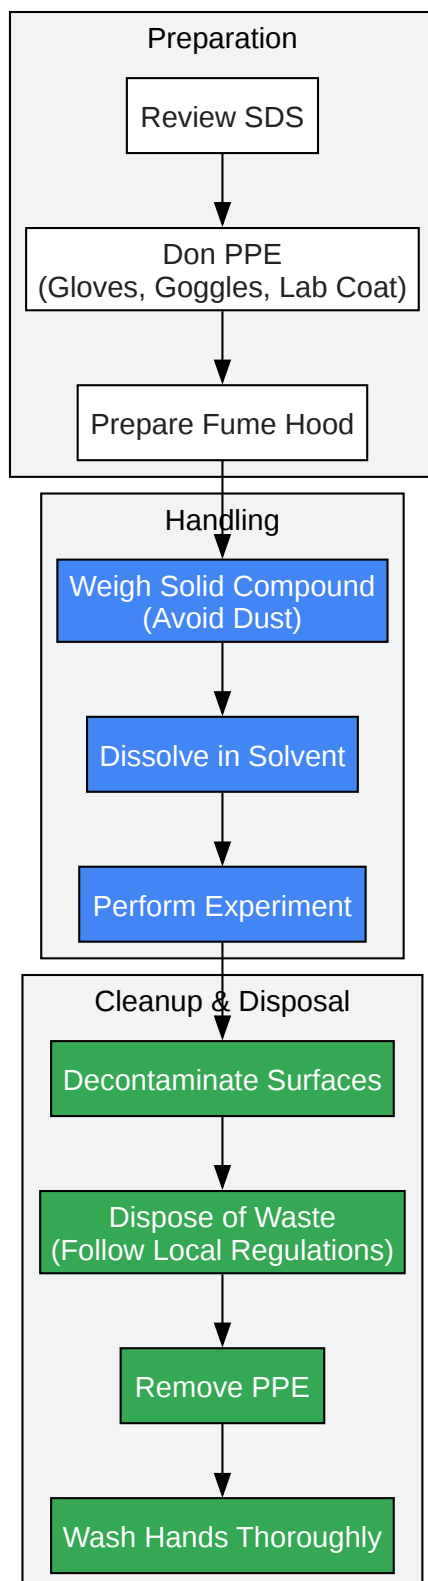 Preparation
Review SDS
Don PPE
(Gloves, Goggles, Lab Coat)
Prepare Fume Hood
Handling
Weigh Solid Compound
(Avoid Dust)
Dissolve in Solvent
Perform Experiment
Cleanup & Disposal
Decontaminate Surfaces
Dispose of Waste
(Follow Local Regulations)
Remove PPE
Wash Hands Thoroughly